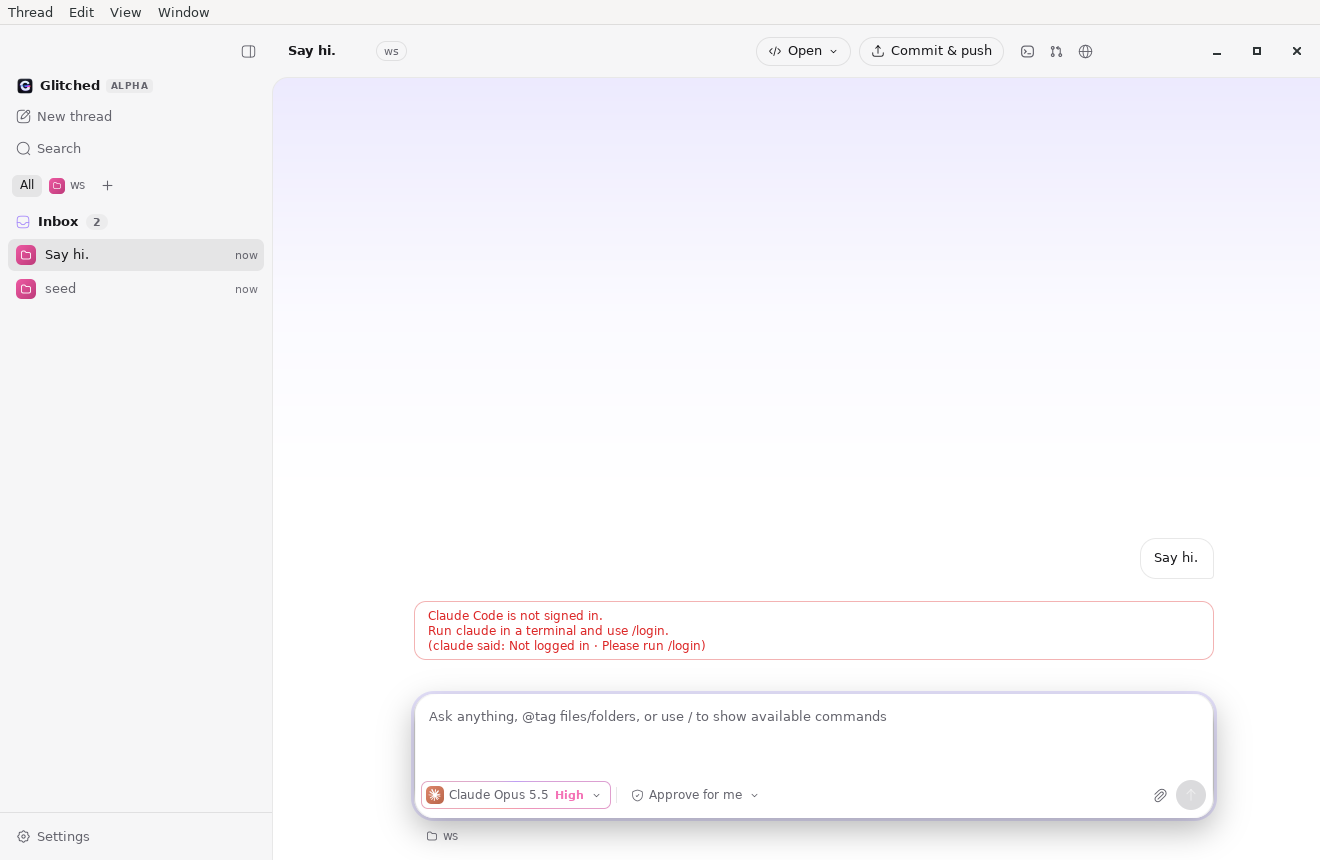 Thread Edit View Window
Say hi. ws Open Commit & push
Glitched ALPHA
New thread
Search
All ws
Inbox 2
Say hi. now
seed now
Say hi.
Claude Code is not signed in.
Run claude in a terminal and use /login.
(claude said: Not logged in · Please run /login)
Ask anything, @tag files/folders, or use / to show available commands
Claude Opus 5.5 High Approve for me
ws
Settings